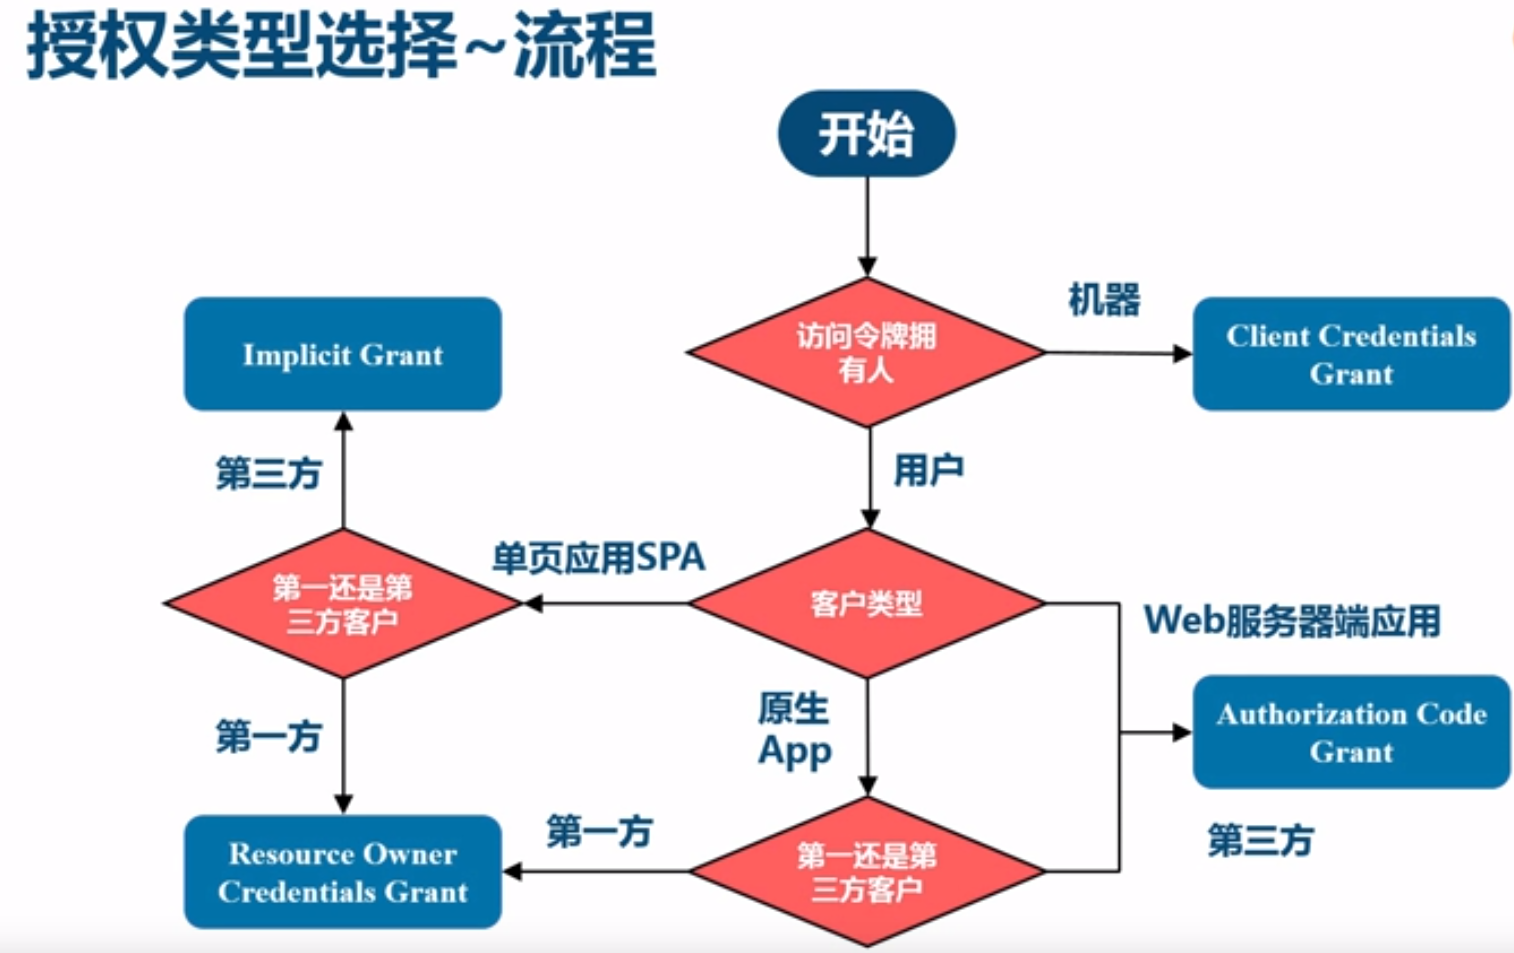 授权类型选择~流程
开始
机器
访问令牌拥
有人
Client Credentials
Grant
Implicit Grant
用户
第三方
单页应用SPA
第一还是第
三方客户
客户类型
Web服务器端应用
原生
App
第一方
Authorization Code
Grant
第一方
第三方
Resource Owner
Credentials Grant
第一还是第
三方客户